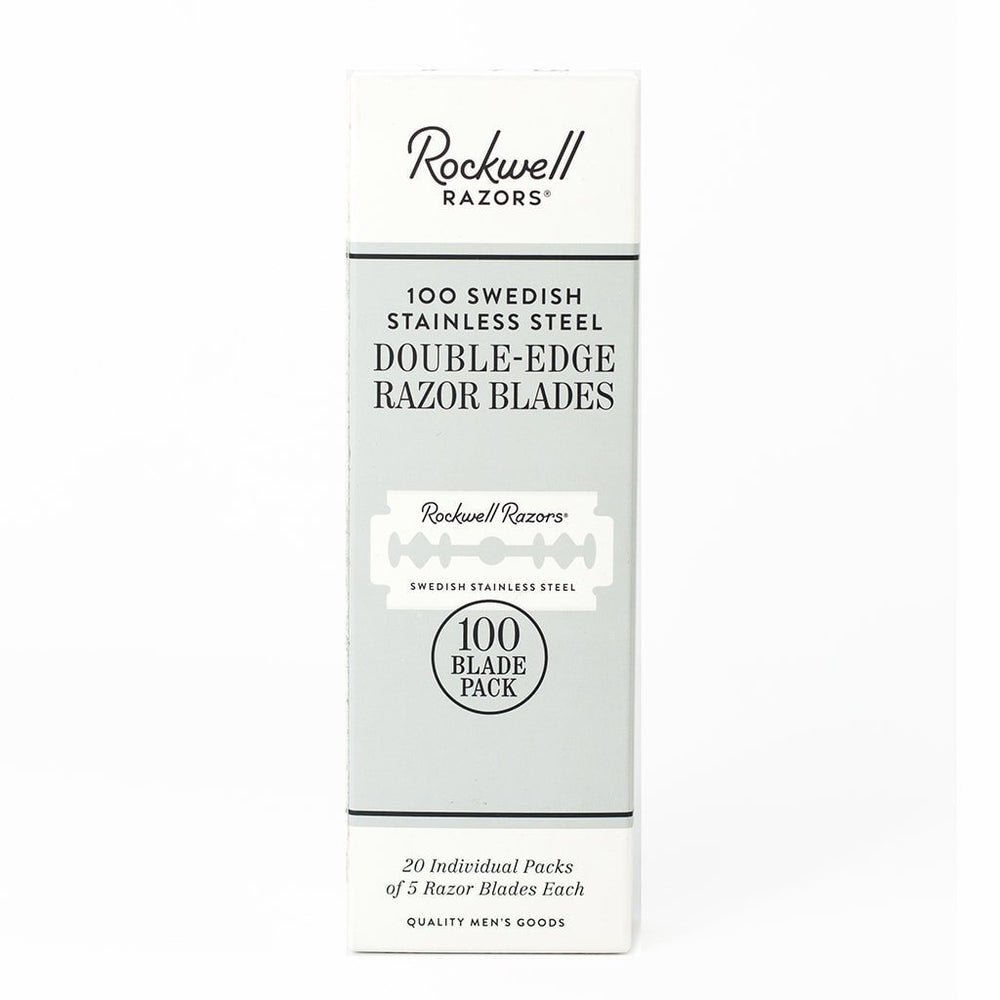 Rockwell
RAZORS®
100 SWEDISH
STAINLESS STEEL
DOUBLE-EDGE
RAZOR BLADES
Rockwell Razors®
SWEDISH STAINLESS STEEL
100
BLADE
PACK
20 Individual Packs
of 5 Razor Blades Each
QUALITY MEN'S GOODS